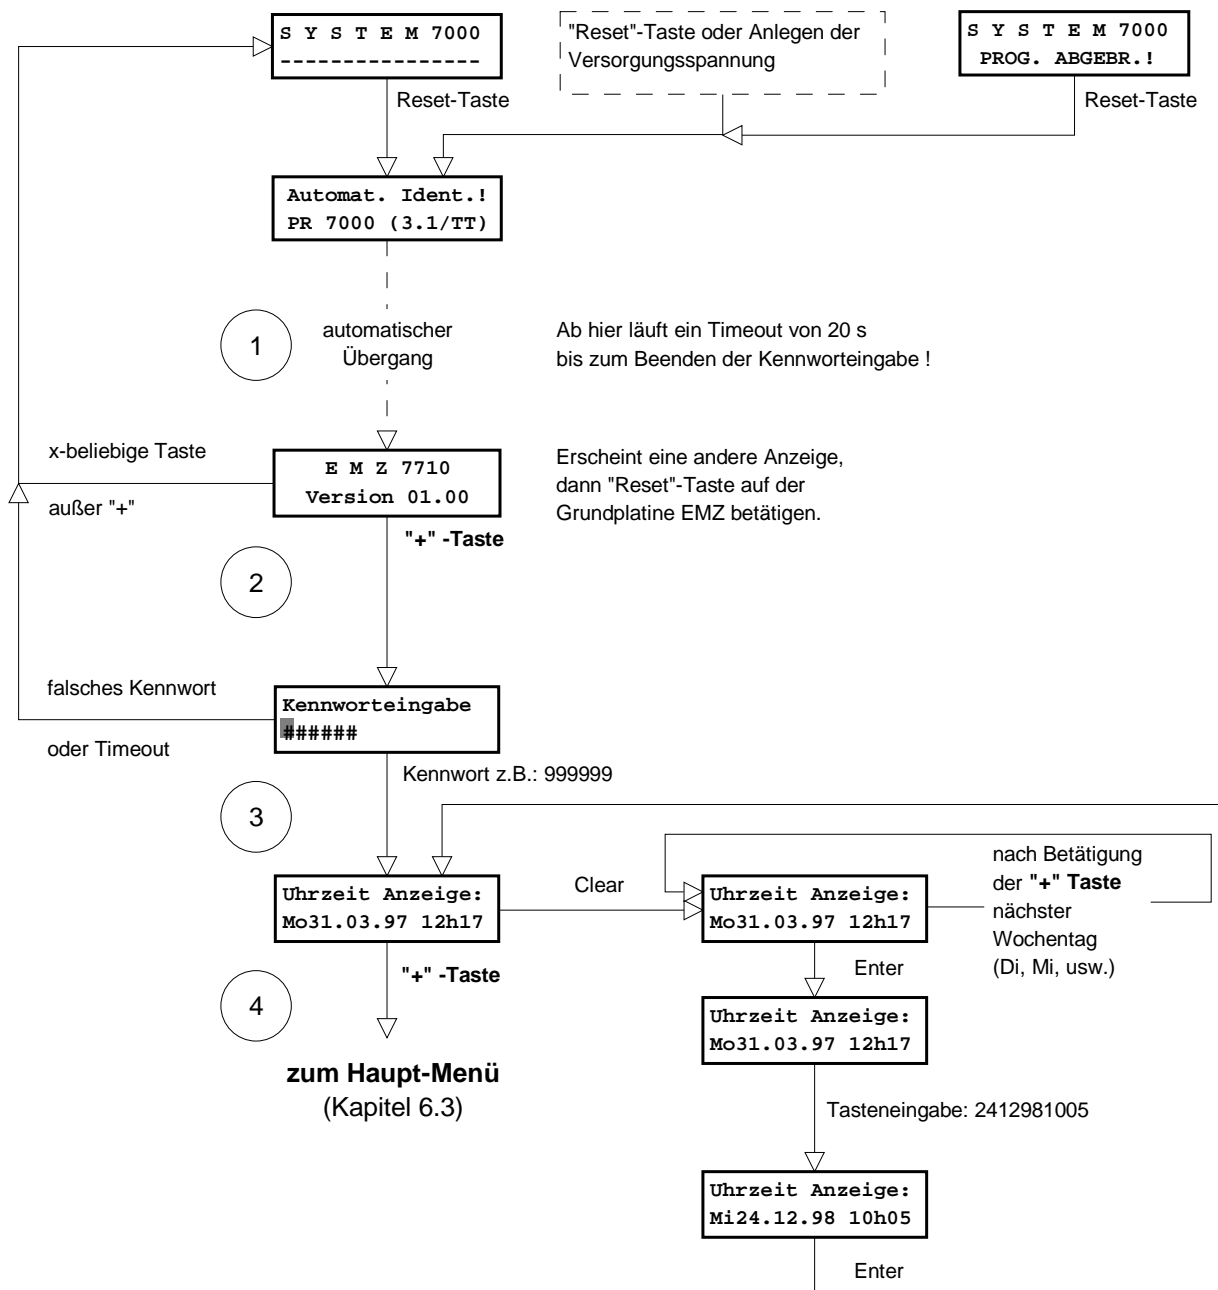 S Y S T E M 7000
---------------
"Reset"-Taste oder Anlegen der
Versorgungsspannung
S Y S T E M 7000
PROG. ABGEBR.!
Reset-Taste
Reset-Taste
Automat. Ident.!
PR 7000 (3.1/TT)
1
automatischer
Übergang
Ab hier läuft ein Timeout von 20 s
bis zum Beenden der Kennworteingabe !
x-beliebige Taste
außer "+"
E M Z 7710
Version 01.00
Erscheint eine andere Anzeige,
dann "Reset"-Taste auf der
Grundplatine EMZ betätigen.
"+" -Taste
2
falsches Kennwort
oder Timeout
Kennworteingabe
######
Kennwort z.B.: 999999
3
Uhrzeit Anzeige:
Mo31.03.97 12h17
Clear
Uhrzeit Anzeige:
Mo31.03.97 12h17
nach Betätigung
der "+" Taste
nächster
Wochentag
(Di, Mi, usw.)
"+" -Taste
Enter
4
Uhrzeit Anzeige:
Mo31.03.97 12h17
zum Haupt-Menü
(Kapitel 6.3)
Tasteneingabe: 2412981005
Uhrzeit Anzeige:
Mi24.12.98 10h05
Enter